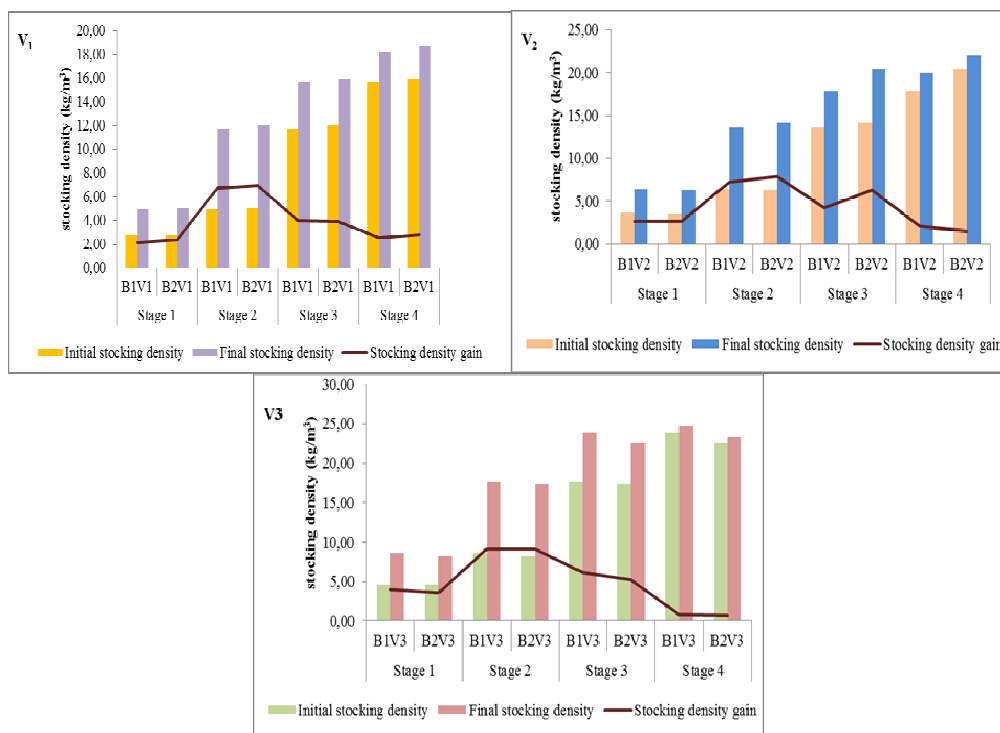 V1
stocking density (kg/m³)
20,00
18,00
16,00
14,00
12,00
10,00
8,00
6,00
4,00
2,00
0,00
B1V1 B2V1 B1V1 B2V1 B1V1 B2V1 B1V1 B2V1
Stage 1 Stage 2 Stage 3 Stage 4
Initial stocking density Final stocking density Stocking density gain
V2
stocking density (kg/m³)
25,00
20,00
15,00
10,00
5,00
0,00
B1V2 B2V2 B1V2 B2V2 B1V2 B2V2 B1V2 B2V2
Stage 1 Stage 2 Stage 3 Stage 4
Initial stocking density Final stocking density Stocking density gain
V3
stocking density (kg/m³)
30,00
25,00
20,00
15,00
10,00
5,00
0,00
B1V3 B2V3 B1V3 B2V3 B1V3 B2V3 B1V3 B2V3
Stage 1 Stage 2 Stage 3 Stage 4
Initial stocking density Final stocking density Stocking density gain